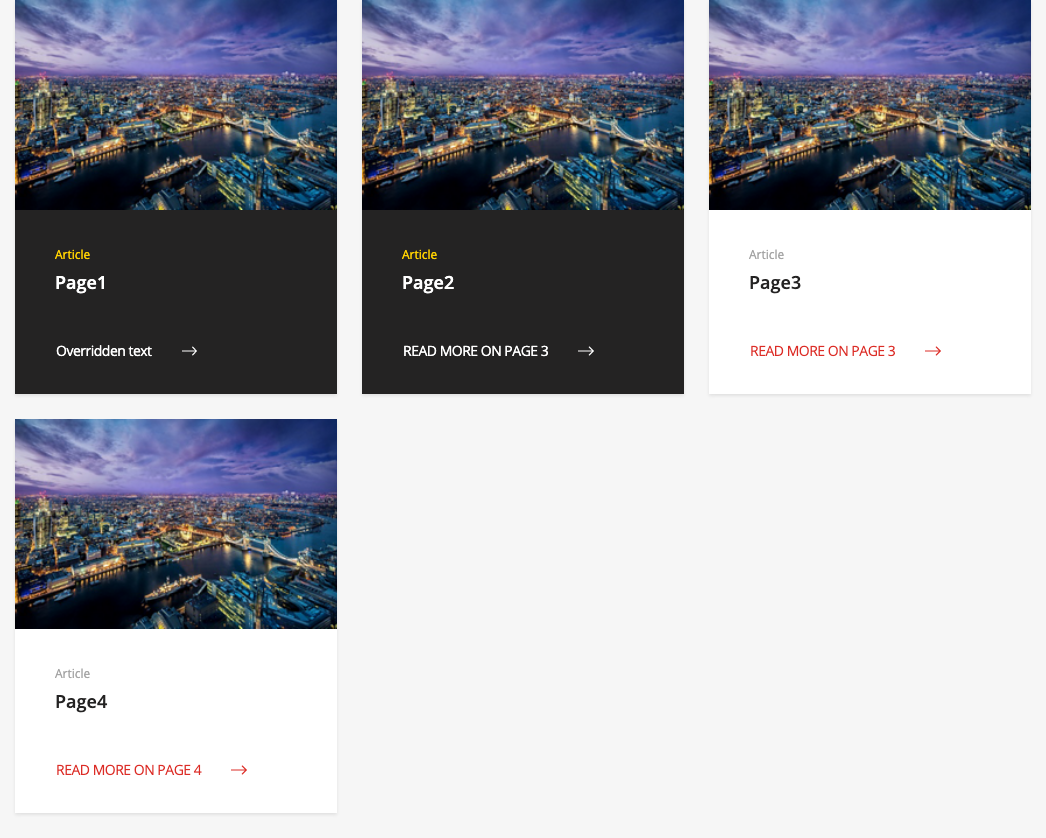 Article
Page1
Overridden text
Article
Page2
READ MORE ON PAGE 3
Article
Page3
READ MORE ON PAGE 3
Article
Page4
READ MORE ON PAGE 4